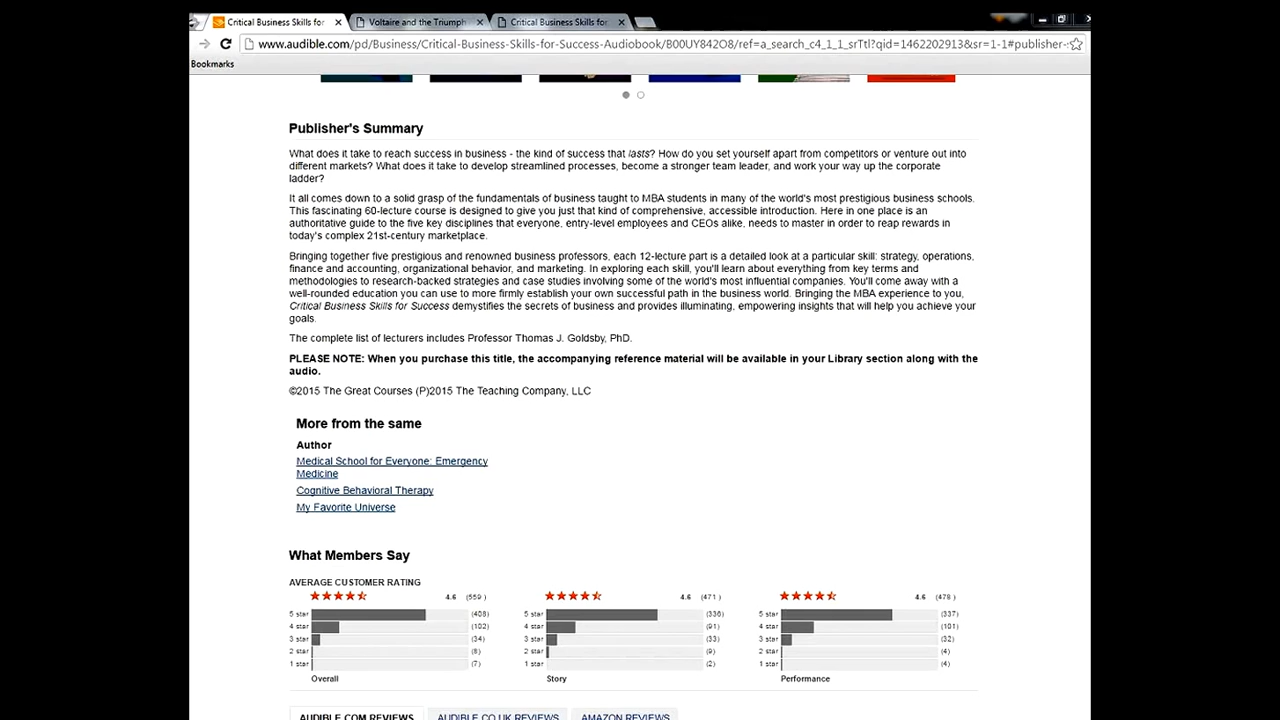 Critical Business Skills for
Voltaire and the Triumph
Critical Business Skills for
www.audible.com/pd/Business/Critical-Business-Skills-for-Success-Audiobook/B00UY842O8/ref=a_search_c4_1_1_srTtl?qid=1462202913&sr=1-1#publisher-
Bookmarks
Publisher's Summary
What does it take to reach success in business - the kind of success that lasts? How do you set yourself apart from competitors or venture out into
different markets? What does it take to develop streamlined processes, become a stronger team leader, and work your way up the corporate
ladder?
It all comes down to a solid grasp of the fundamentals of business taught to MBA students in many of the world's most prestigious business schools.
This fascinating 60-lecture course is designed to give you just that kind of comprehensive, accessible introduction. Here in one place is an
authoritative guide to the five key disciplines that everyone, entry-level employees and CEOs alike, needs to master in order to reap rewards in
today's complex 21st-century marketplace.
Bringing together five prestigious and renowned business professors, each 12-lecture part is a detailed look at a particular skill: strategy, operations,
finance and accounting, organizational behavior, and marketing. In exploring each skill, you'll learn about everything from key terms and
methodologies to research-backed strategies and case studies involving some of the world's most influential companies. You'll come away with a
well-rounded education you can use to more firmly establish your own successful path in the business world. Bringing the MBA experience to you,
Critical Business Skills for Success demystifies the secrets of business and provides illuminating, empowering insights that will help you achieve your
goals.
The complete list of lecturers includes Professor Thomas J. Goldsby, PhD.
PLEASE NOTE: When you purchase this title, the accompanying reference material will be available in your Library section along with the
audio.
©2015 The Great Courses (P)2015 The Teaching Company, LLC
More from the same
Author
Medical School for Everyone: Emergency
Medicine
Cognitive Behavioral Therapy
My Favorite Universe
What Members Say
AVERAGE CUSTOMER RATING
4.6 (559 )
5 star (408)
4 star (102)
3 star (34)
2 star (8)
1 star (7)
Overall
4.6 (471 )
5 star (336)
4 star (91)
3 star (33)
2 star (9)
1 star (2)
Story
4.6 (478 )
5 star (337)
4 star (101)
3 star (32)
2 star (4)
1 star (4)
Performance
AUDIBLE.COM REVIEWS
AUDIBLE.CO.UK REVIEWS
AMAZON REVIEWS